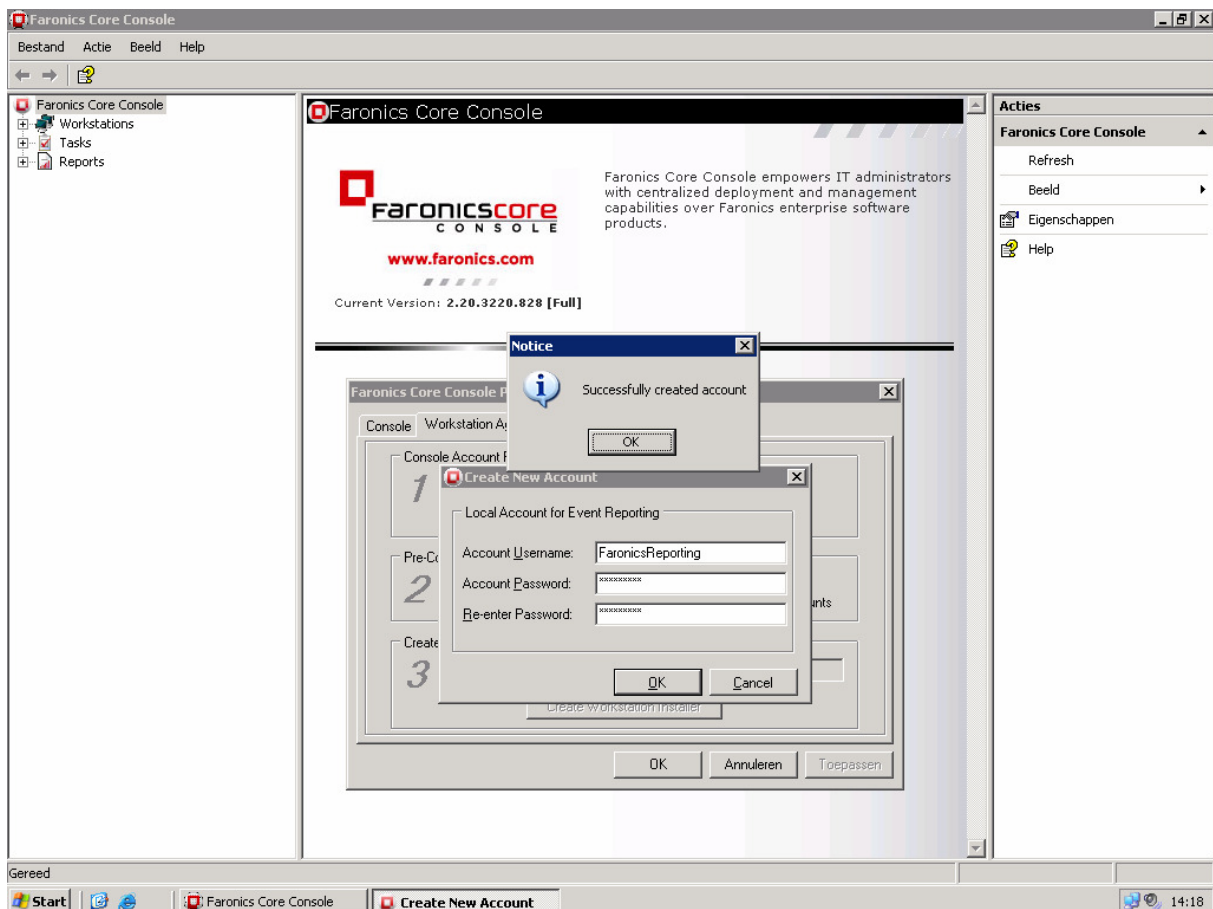 Faronics Core Console
Bestand Actie Beeld Help
Faronics Core Console
Workstations
Tasks
Reports
Faronics Core Console
Faronicscore
CONSOLE
www.faronics.com
Current Version: 2.20.3220.828 [Full]
Faronics Core Console empowers IT administrators
with centralized deployment and management
capabilities over Faronics enterprise software
products.
Notice
Successfully created account
OK
Faronics Core Console P
Console Workstation Ag
Console Account R
1
Pre-Co
2
unts
Create
3
Create Workstation Installer
OK Annuleren Toepassen
Create New Account
Local Account for Event Reporting
Account Username: FaronicsReporting
Account Password: xxxxxxxxx
Re-enter Password: xxxxxxxxx
OK Cancel
Acties
Faronics Core Console
Refresh
Beeld
Eigenschappen
Help
Gereed
Start Faronics Core Console Create New Account 14:18